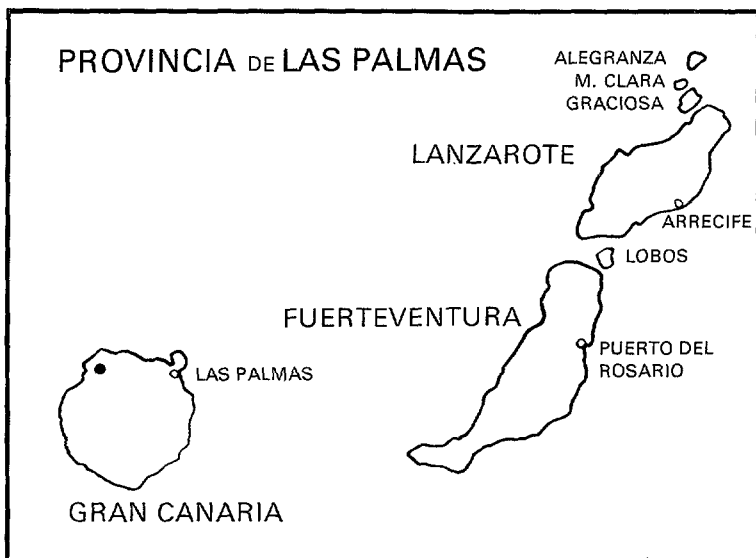 PROVINCIA DE LAS PALMAS
ALEGRANZA
M. CLARA
GRACIOSA
LANZAROTE
ARRECIFE
LOBOS
FUERTEVENTURA
PUERTO DEL
ROSARIO
LAS PALMAS
GRAN CANARIA